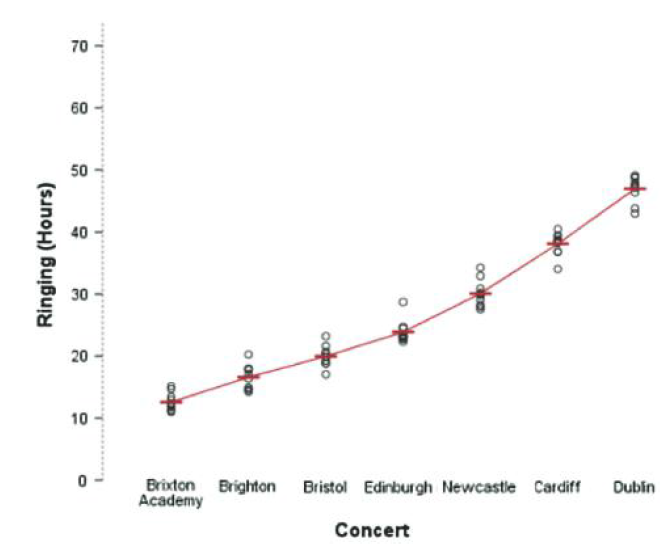 70
60
50
40
30
20
10
0
Ringing (Hours)
Brixton Academy
Brighton
Bristol
Edinburgh
Newcastle
Cardiff
Dublin
Concert